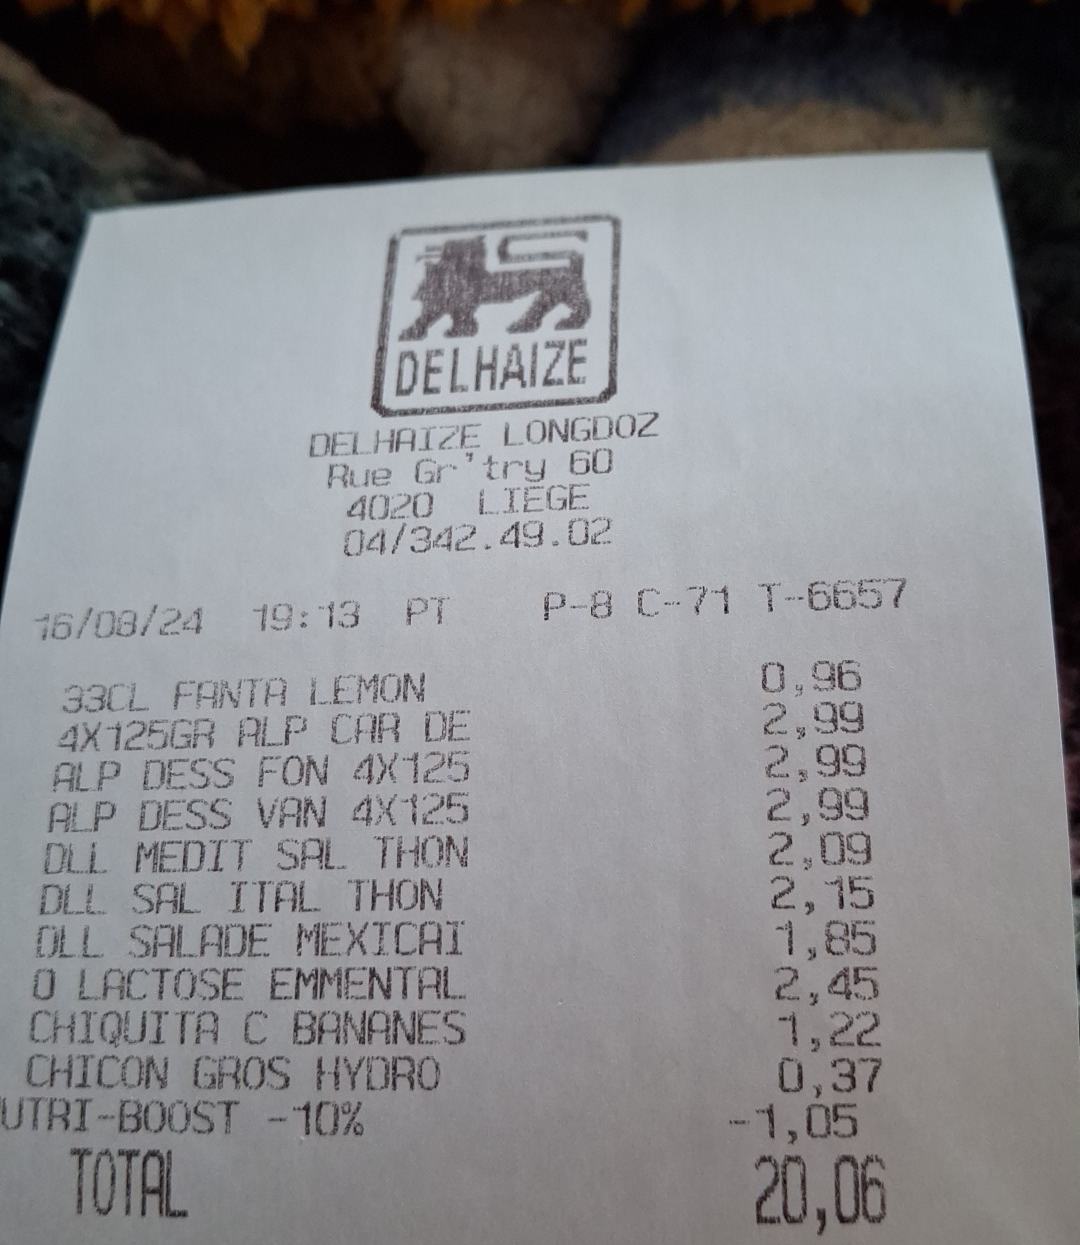 DELHAIZE
DELHAIZE LONGDOZ
Rue Gr'try 60
4020 LIEGE
04/342.49.02
16/08/24 19:13 PT P-8 C-71 T-6657
33CL FANTA LEMON 0,96
4X125GR ALP CAR DE 2,99
ALP DESS FON 4X125 2,99
ALP DESS VAN 4X125 2,99
DLL MEDIT SAL THON 2,09
DLL SAL ITAL THON 2,15
DLL SALADE MEXICAI 1,85
0 LACTOSE EMMENTAL 2,45
CHIQUITA C BANANES 1,22
CHICON GROS HYDRO 0,37
UTRI-BOOST -10% -1,05
TOTAL 20,06